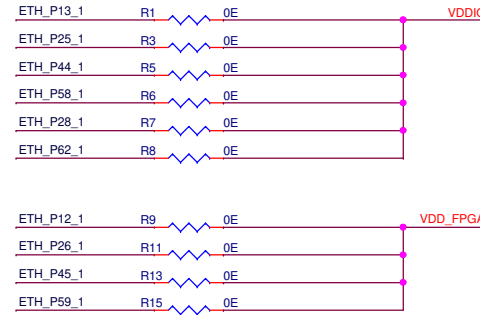 ETH_P13_1 R1 0E VDDIO
ETH_P25_1 R3 0E
ETH_P44_1 R5 0E
ETH_P58_1 R6 0E
ETH_P28_1 R7 0E
ETH_P62_1 R8 0E
ETH_P12_1 R9 0E VDD_FPGA
ETH_P26_1 R11 0E
ETH_P45_1 R13 0E
ETH_P59_1 R15 0E